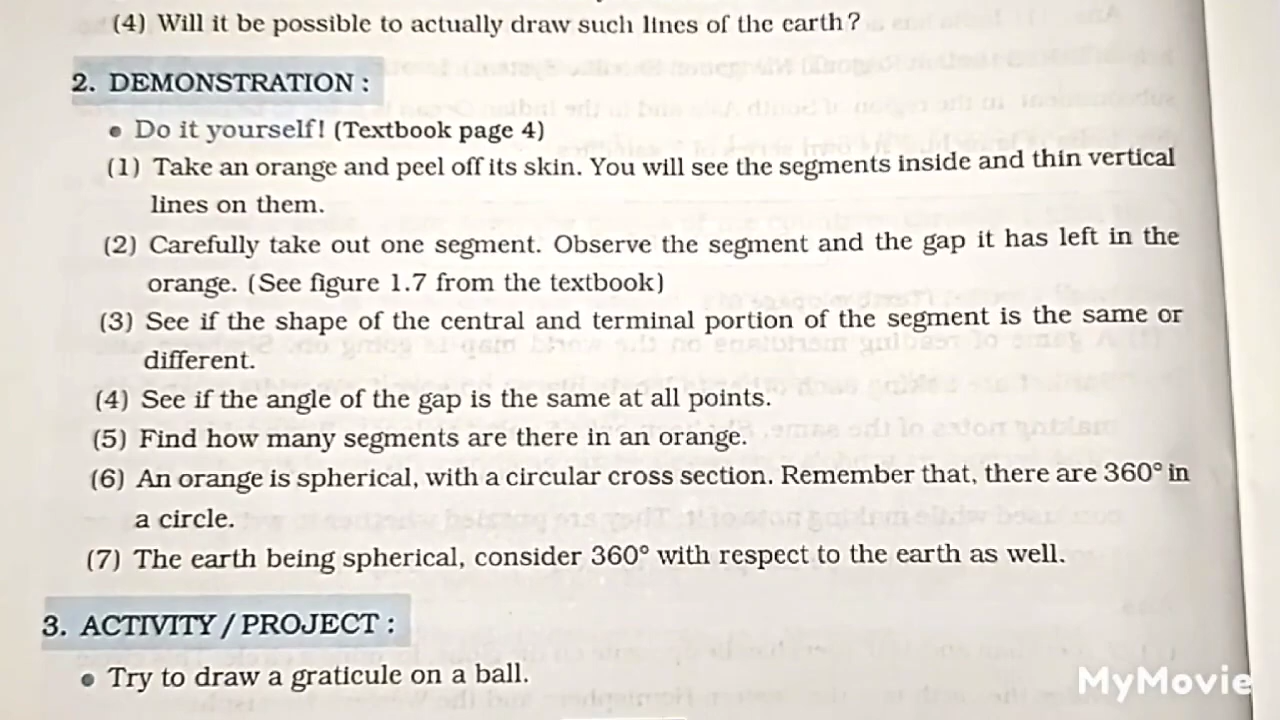 (4) Will it be possible to actually draw such lines of the earth?
2. DEMONSTRATION :
• Do it yourself! (Textbook page 4)
(1) Take an orange and peel off its skin. You will see the segments inside and thin vertical
lines on them.
(2) Carefully take out one segment. Observe the segment and the gap it has left in the
orange. (See figure 1.7 from the textbook)
(3) See if the shape of the central and terminal portion of the segment is the same or
different.
(4) See if the angle of the gap is the same at all points.
(5) Find how many segments are there in an orange.
(6) An orange is spherical, with a circular cross section. Remember that, there are 360° in
a circle.
(7) The earth being spherical, consider 360° with respect to the earth as well.
3. ACTIVITY / PROJECT :
• Try to draw a graticule on a ball.
MyMovie